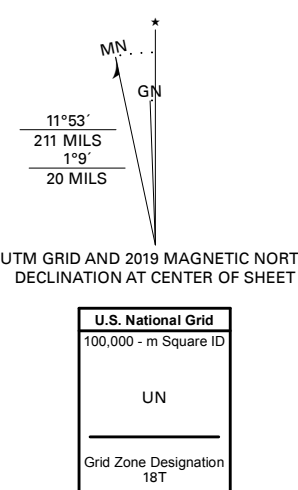 ★
MN
GN
11°53´
211 MILS
1°9´
20 MILS
UTM GRID AND 2019 MAGNETIC NORT
DECLINATION AT CENTER OF SHEET
U.S. National Grid
100,000 - m Square ID
UN
Grid Zone Designation
18T